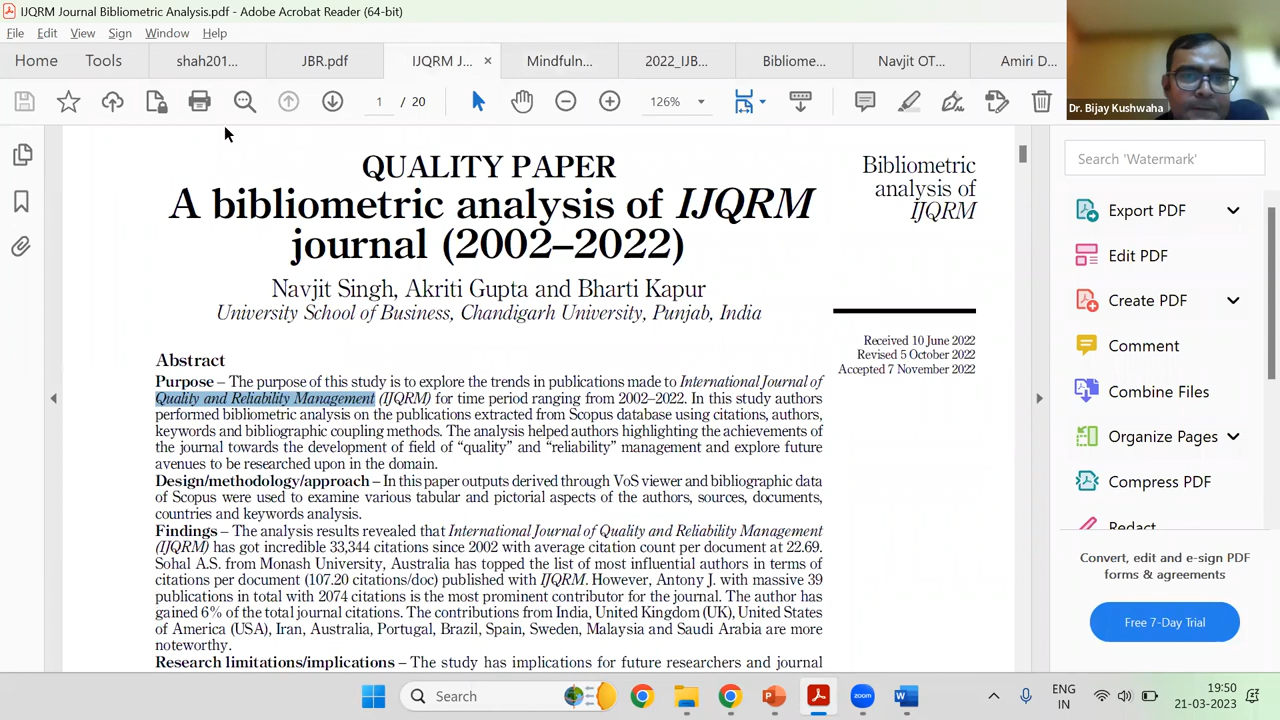 IJQRM Journal Bibliometric Analysis.pdf - Adobe Acrobat Reader (64-bit)
File Edit View Sign Window Help
Home Tools shah201... JBR.pdf IJQRM J... × Mindfuln... 2022_IJB... Bibliome... Navjit OT... Amiri D...
1 / 20 126%
Dr. Bijay Kushwaha
QUALITY PAPER
A bibliometric analysis of IJQRM
journal (2002–2022)
Navjit Singh, Akriti Gupta and Bharti Kapur
University School of Business, Chandigarh University, Punjab, India
Bibliometric
analysis of
IJQRM
Received 10 June 2022
Revised 5 October 2022
Accepted 7 November 2022
Abstract
Purpose – The purpose of this study is to explore the trends in publications made to International Journal of
Quality and Reliability Management (IJQRM) for time period ranging from 2002–2022. In this study authors
performed bibliometric analysis on the publications extracted from Scopus database using citations, authors,
keywords and bibliographic coupling methods. The analysis helped authors highlighting the achievements of
the journal towards the development of field of “quality” and “reliability” management and explore future
avenues to be researched upon in the domain.
Design/methodology/approach – In this paper outputs derived through VoS viewer and bibliographic data
of Scopus were used to examine various tabular and pictorial aspects of the authors, sources, documents,
countries and keywords analysis.
Findings – The analysis results revealed that International Journal of Quality and Reliability Management
(IJQRM) has got incredible 33,344 citations since 2002 with average citation count per document at 22.69.
Sohal A.S. from Monash University, Australia has topped the list of most influential authors in terms of
citations per document (107.20 citations/doc) published with IJQRM. However, Antony J. with massive 39
publications in total with 2074 citations is the most prominent contributor for the journal. The author has
gained 6% of the total journal citations. The contributions from India, United Kingdom (UK), United States
of America (USA), Iran, Australia, Portugal, Brazil, Spain, Sweden, Malaysia and Saudi Arabia are more
noteworthy.
Research limitations/implications – The study has implications for future researchers and journal
Search 'Watermark'
Export PDF
Edit PDF
Create PDF
Comment
Combine Files
Organize Pages
Compress PDF
Redact
Convert, edit and e-sign PDF
forms & agreements
Free 7-Day Trial
Search
zoom
ENG
IN
19:50
21-03-2023